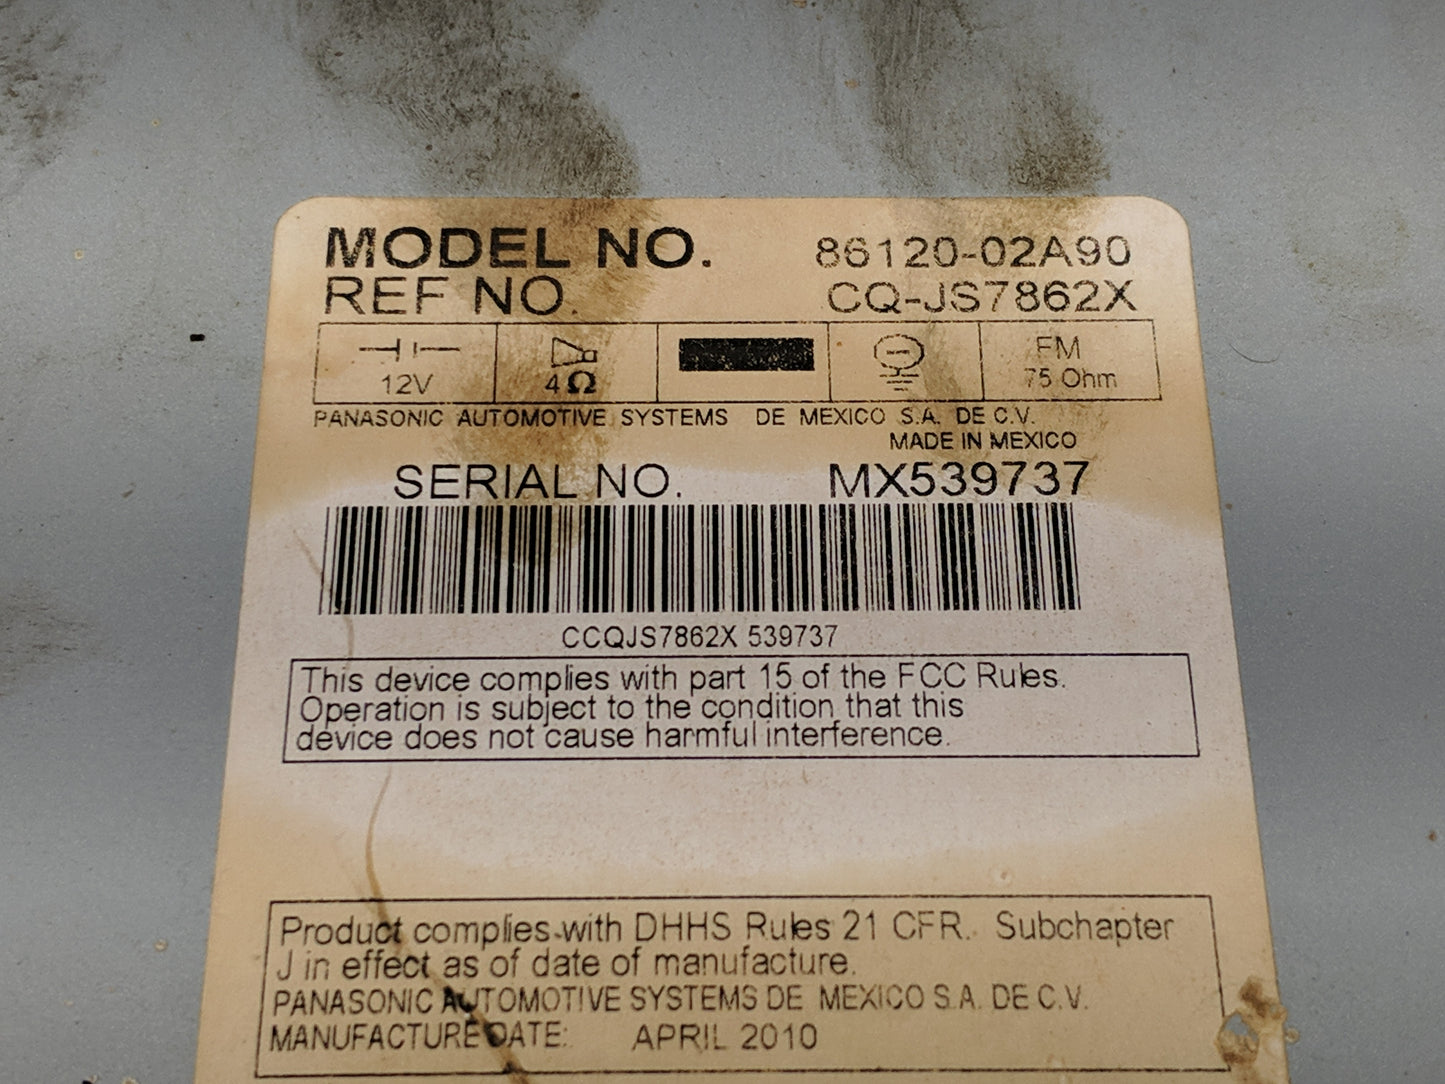 MODEL NO. 86120-02A90
REF NO. CQ-JS7862X
12V 4Ω FM
75 Ohm
PANASONIC AUTOMOTIVE SYSTEMS DE MEXICO S.A. DE C.V.
MADE IN MEXICO
SERIAL NO. MX539737
CCQJS7862X 539737
This device complies with part 15 of the FCC Rules.
Operation is subject to the condition that this
device does not cause harmful interference.
Product complies with DHHS Rules 21 CFR. Subchapter
J in effect as of date of manufacture.
PANASONIC AUTOMOTIVE SYSTEMS DE MEXICO S.A. DE C.V.
MANUFACTURE DATE: APRIL 2010